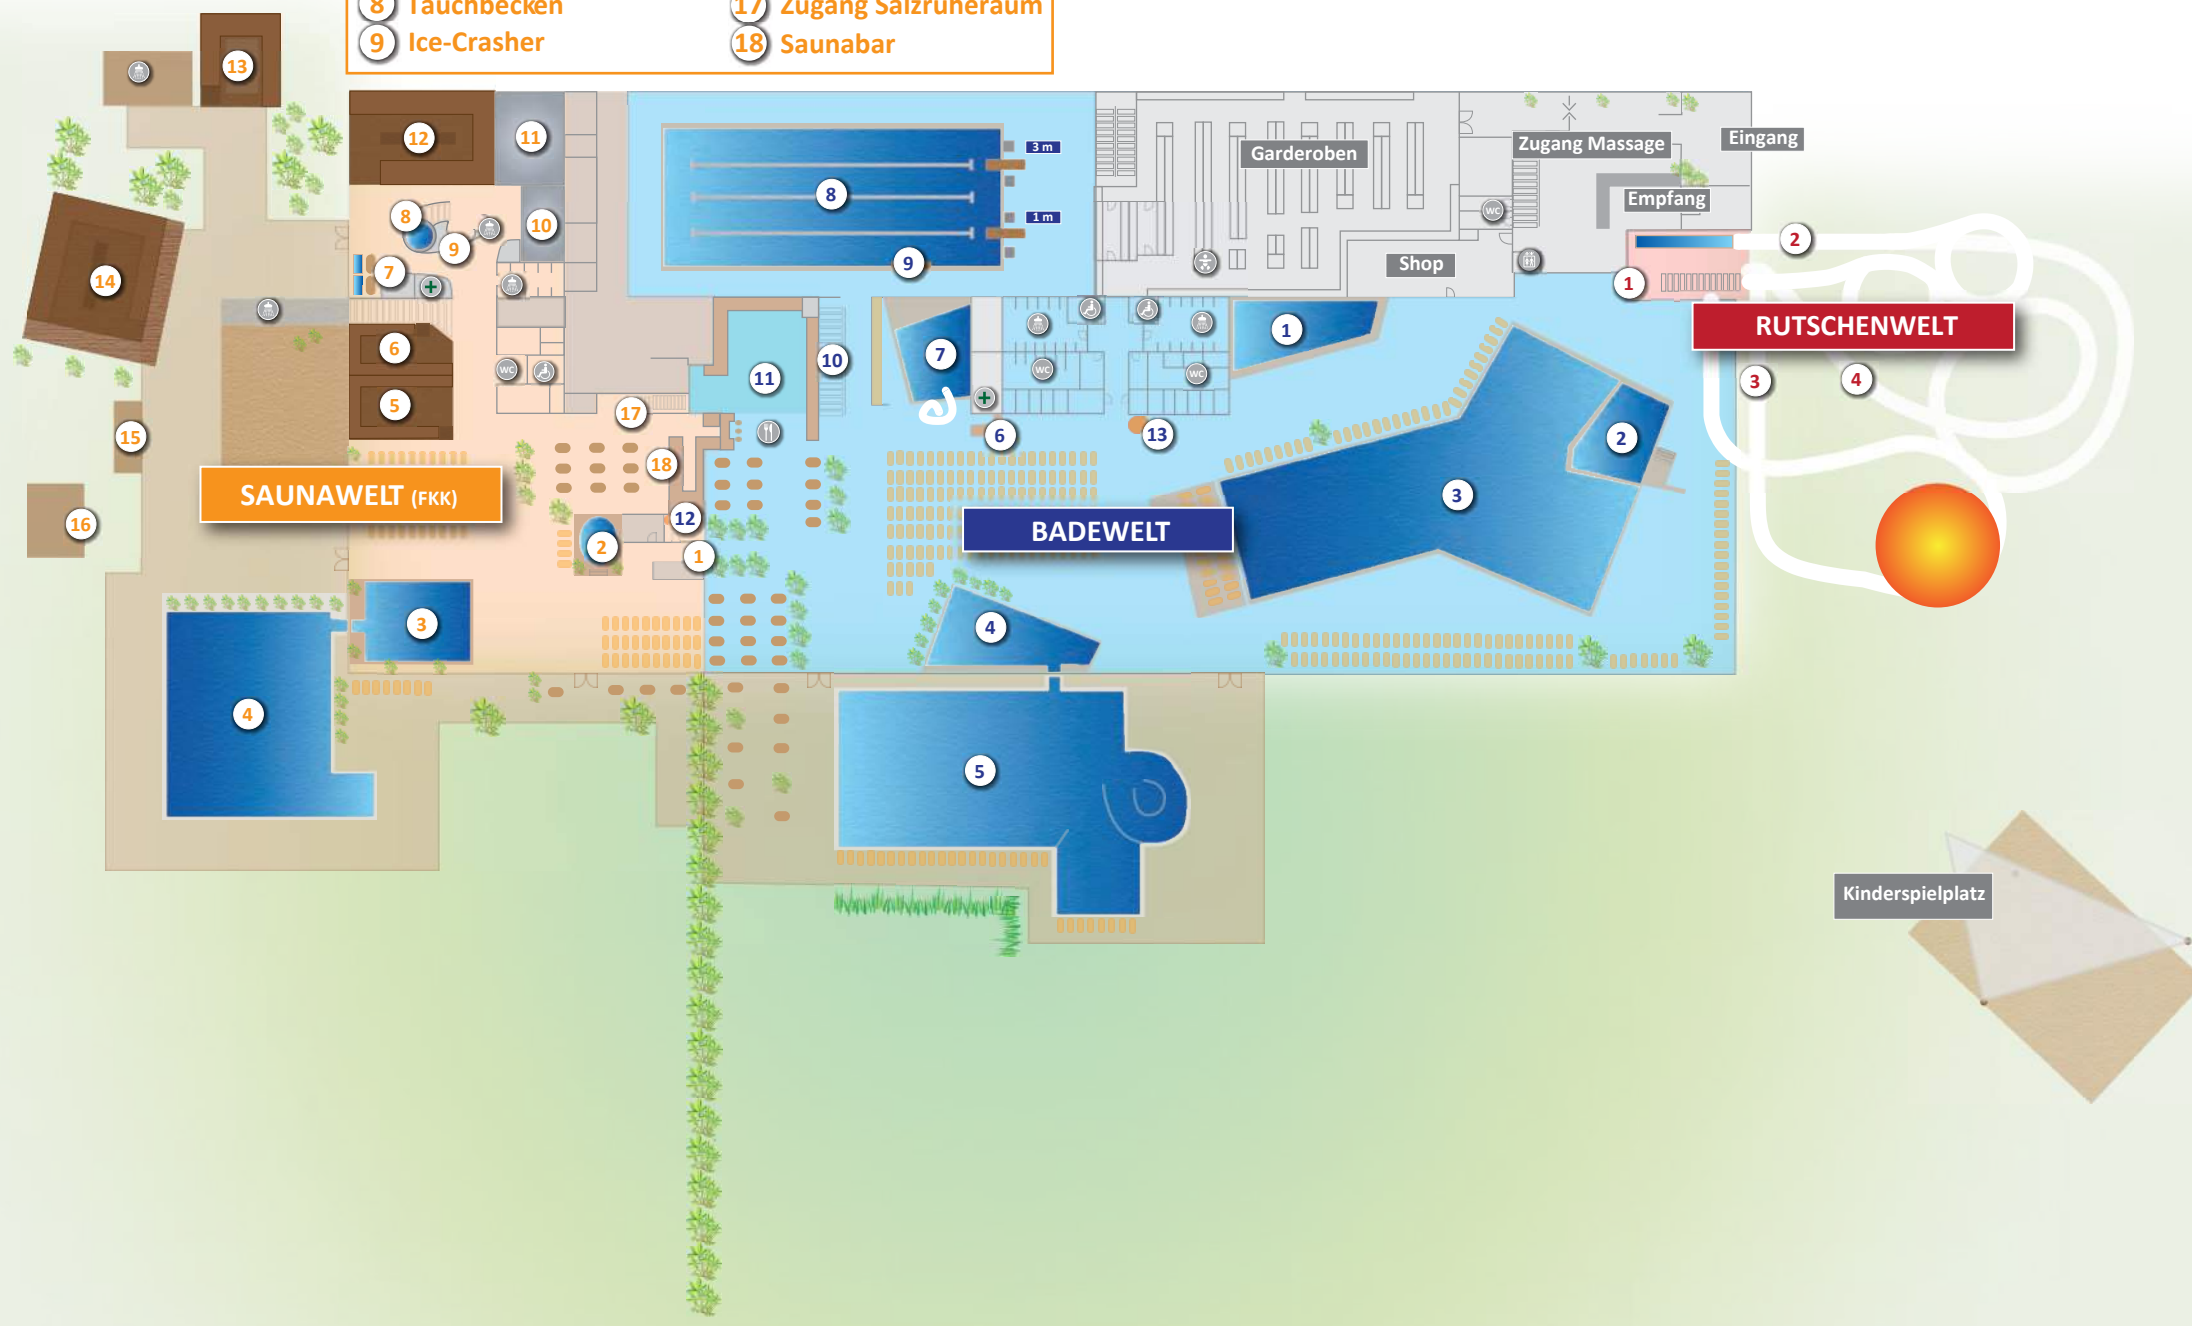 8 Tauchbecken
17 Zugang Salzruheraum
9 Ice-Crasher
18 Saunabar
13
12
11
3 m
Garderoben
Zugang Massage
Eingang
8
1 m
Empfang
8
10
WC
9
2
7
9
Shop
1
14
1
RUTSCHENWELT
6
7
10
11
WC
WC
WC
3
4
5
17
15
6
13
2
18
SAUNAWELT (FKK)
3
16
12
BADEWELT
2
1
3
4
4
5
Kinderspielplatz